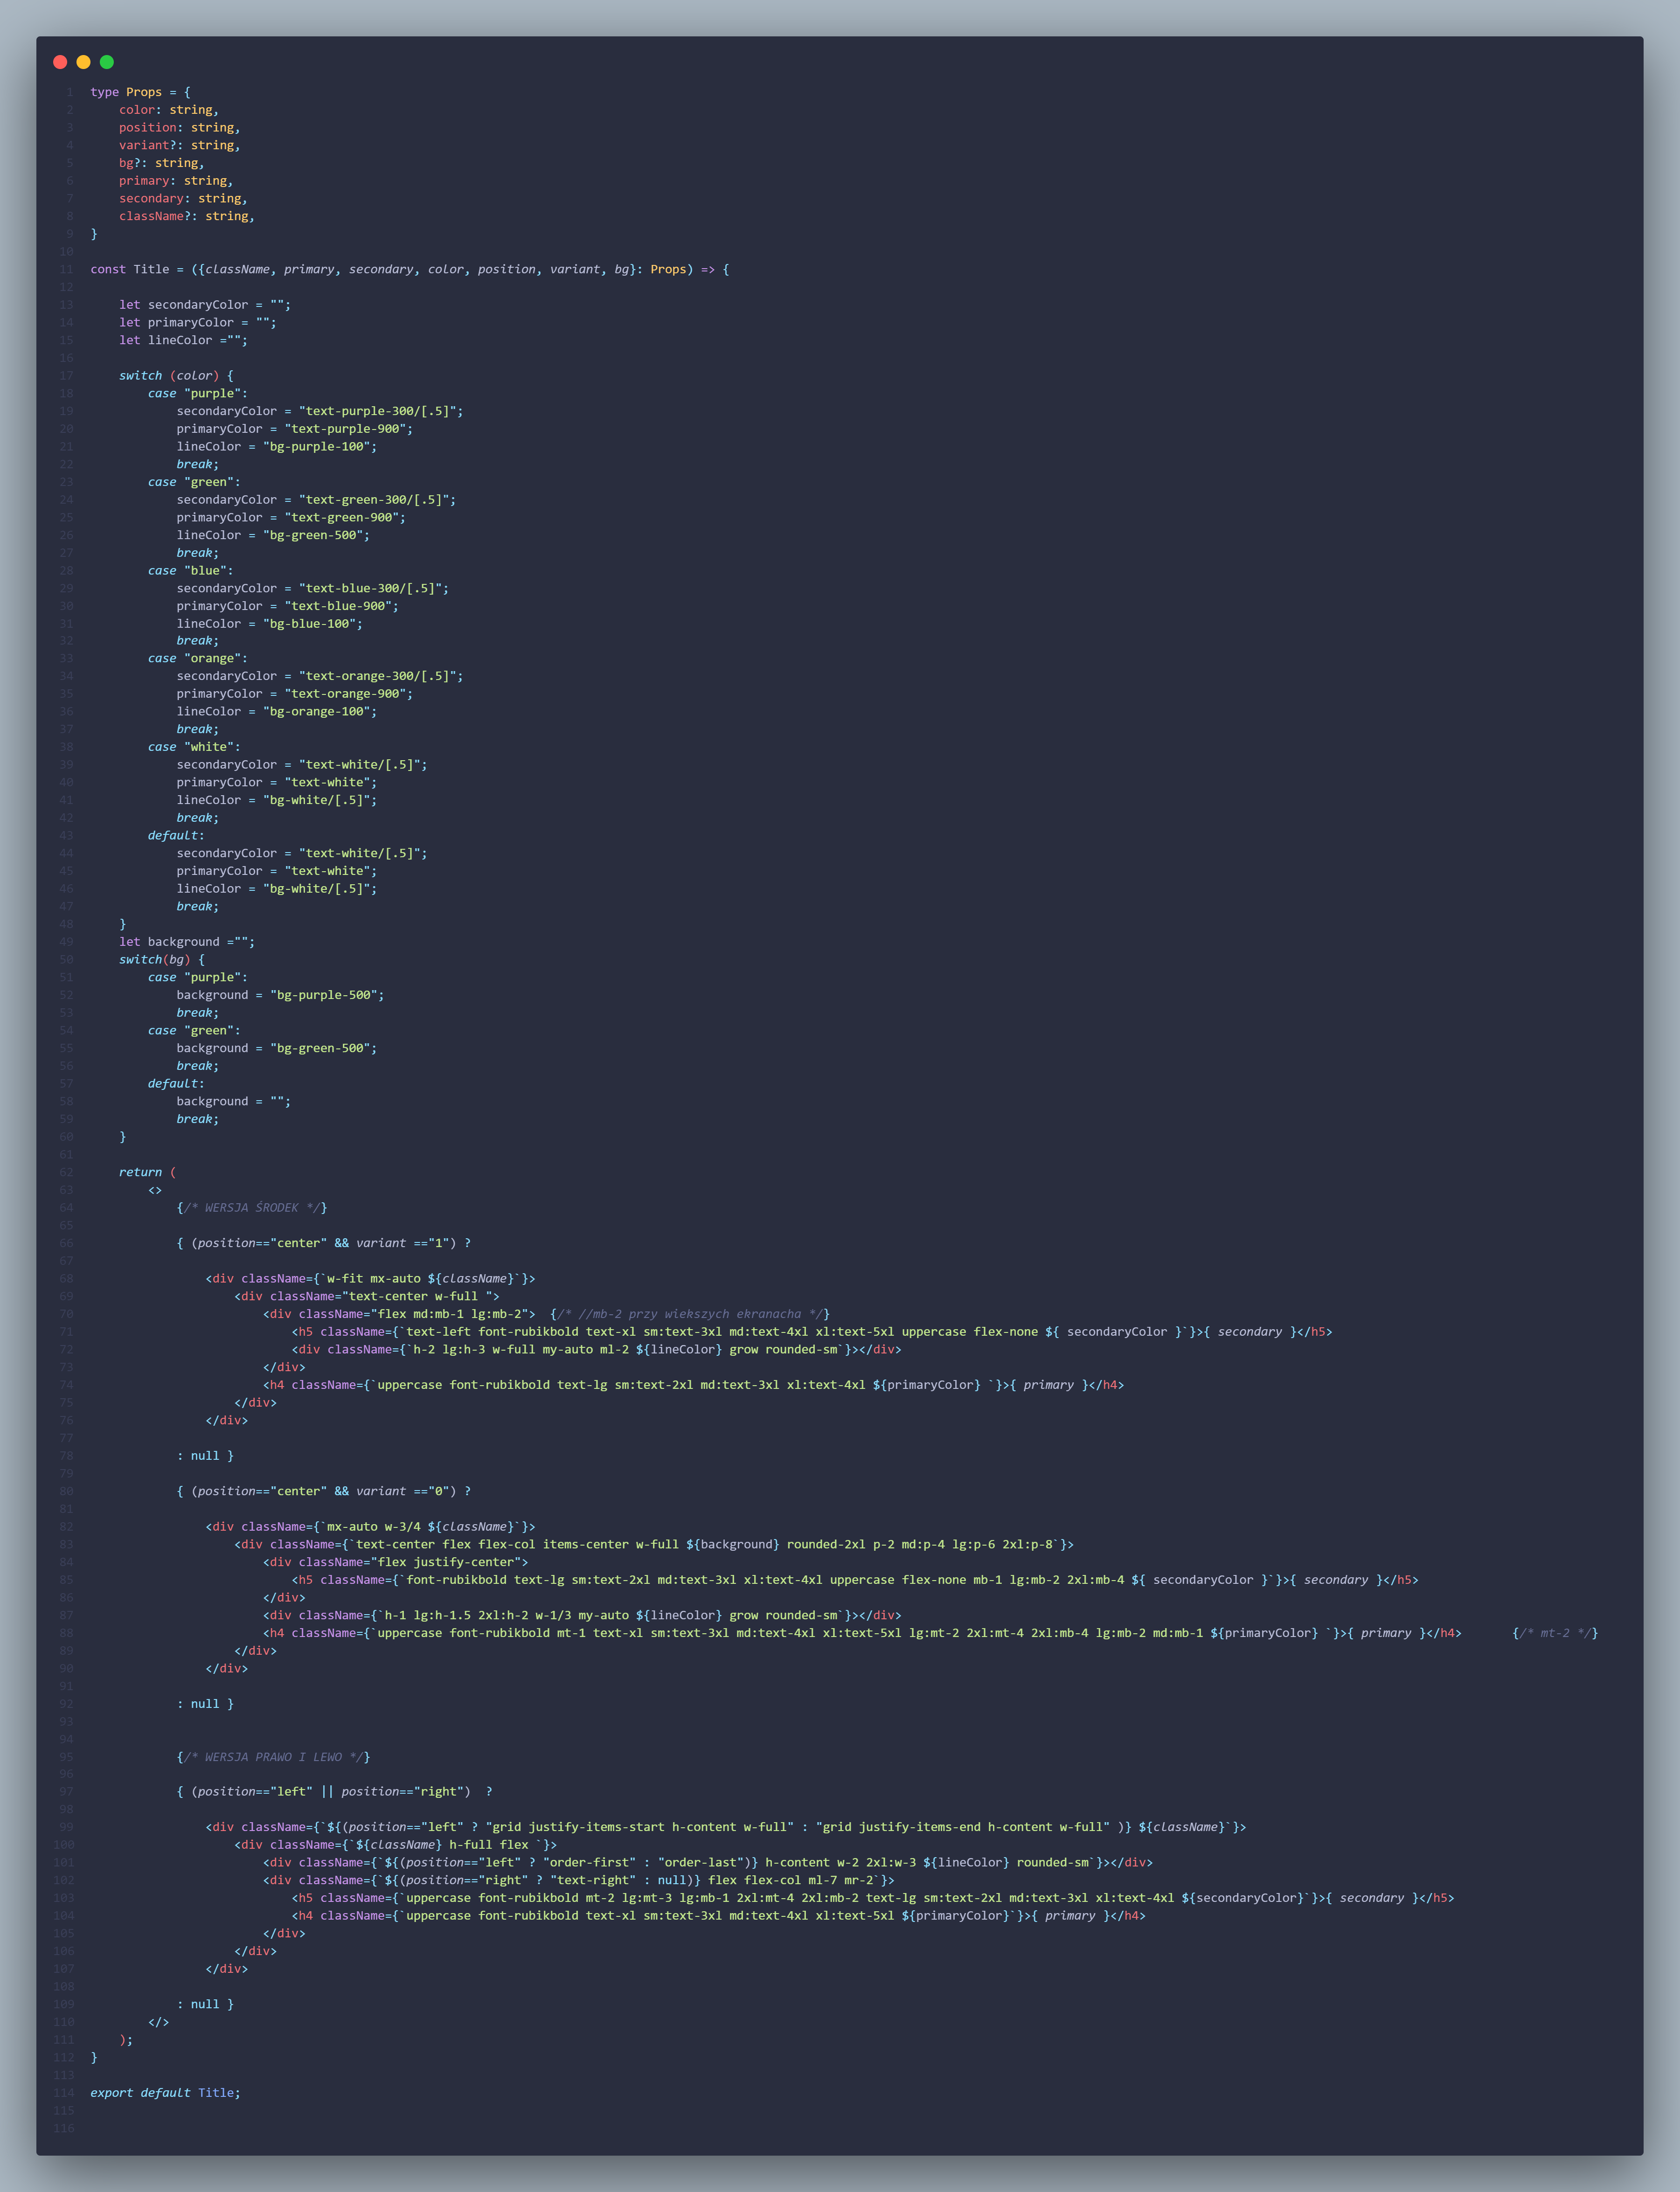 1 type Props = {
2     color: string,
3     position: string,
4     variant?: string,
5     bg?: string,
6     primary: string,
7     secondary: string,
8     className?: string,
9 }
10
11 const Title = ({className, primary, secondary, color, position, variant, bg}: Props) => {
12
13     let secondaryColor = "";
14     let primaryColor = "";
15     let lineColor ="";
16
17     switch (color) {
18         case "purple":
19             secondaryColor = "text-purple-300/[.5]";
20             primaryColor = "text-purple-900";
21             lineColor = "bg-purple-100";
22             break;
23         case "green":
24             secondaryColor = "text-green-300/[.5]";
25             primaryColor = "text-green-900";
26             lineColor = "bg-green-500";
27             break;
28         case "blue":
29             secondaryColor = "text-blue-300/[.5]";
30             primaryColor = "text-blue-900";
31             lineColor = "bg-blue-100";
32             break;
33         case "orange":
34             secondaryColor = "text-orange-300/[.5]";
35             primaryColor = "text-orange-900";
36             lineColor = "bg-orange-100";
37             break;
38         case "white":
39             secondaryColor = "text-white/[.5]";
40             primaryColor = "text-white";
41             lineColor = "bg-white/[.5]";
42             break;
43         default:
44             secondaryColor = "text-white/[.5]";
45             primaryColor = "text-white";
46             lineColor = "bg-white/[.5]";
47             break;
48     }
49     let background ="";
50     switch(bg) {
51         case "purple":
52             background = "bg-purple-500";
53             break;
54         case "green":
55             background = "bg-green-500";
56             break;
57         default:
58             background = "";
59             break;
60     }
61
62     return (
63         <>
64             {/* WERSJA ŚRODEK */}
65
66             { (position=="center" && variant =="1") ?
67
68                 <div className={`w-fit mx-auto ${className}`}>
69                     <div className="text-center w-full ">
70                         <div className="flex md:mb-1 lg:mb-2">  {/* //mb-2 przy wiekszych ekranacha */}
71                             <h5 className={`text-left font-rubikbold text-xl sm:text-3xl md:text-4xl xl:text-5xl uppercase flex-none ${ secondaryColor }`}>{ secondary }</h5>
72                             <div className={`h-2 lg:h-3 w-full my-auto ml-2 ${lineColor} grow rounded-sm`}></div>
73                         </div>
74                         <h4 className={`uppercase font-rubikbold text-lg sm:text-2xl md:text-3xl xl:text-4xl ${primaryColor} `}>{ primary }</h4>
75                     </div>
76                 </div>
77
78             : null }
79
80             { (position=="center" && variant =="0") ?
81
82                 <div className={`mx-auto w-3/4 ${className}`}>
83                     <div className={`text-center flex flex-col items-center w-full ${background} rounded-2xl p-2 md:p-4 lg:p-6 2xl:p-8`}>
84                         <div className="flex justify-center">
85                             <h5 className={`font-rubikbold text-lg sm:text-2xl md:text-3xl xl:text-4xl uppercase flex-none mb-1 lg:mb-2 2xl:mb-4 ${ secondaryColor }`}>{ secondary }</h5>
86                         </div>
87                         <div className={`h-1 lg:h-1.5 2xl:h-2 w-1/3 my-auto ${lineColor} grow rounded-sm`}></div>
88                         <h4 className={`uppercase font-rubikbold mt-1 text-xl sm:text-3xl md:text-4xl xl:text-5xl lg:mt-2 2xl:mt-4 2xl:mb-4 lg:mb-2 md:mb-1 ${primaryColor} `}>{ primary }</h4>       {/* mt-2 */}
89                     </div>
90                 </div>
91
92             : null }
93
94
95             {/* WERSJA PRAWO I LEWO */}
96
97             { (position=="left" || position=="right")  ?
98
99                 <div className={`${(position=="left" ? "grid justify-items-start h-content w-full" : "grid justify-items-end h-content w-full" )} ${className}`}>
100                     <div className={`${className} h-full flex `}>
101                         <div className={`${(position=="left" ? "order-first" : "order-last")} h-content w-2 2xl:w-3 ${lineColor} rounded-sm`}></div>
102                         <div className={`${(position=="right" ? "text-right" : null)} flex flex-col ml-7 mr-2`}>
103                             <h5 className={`uppercase font-rubikbold mt-2 lg:mt-3 lg:mb-1 2xl:mt-4 2xl:mb-2 text-lg sm:text-2xl md:text-3xl xl:text-4xl ${secondaryColor}`}>{ secondary }</h5>
104                             <h4 className={`uppercase font-rubikbold text-xl sm:text-3xl md:text-4xl xl:text-5xl ${primaryColor}`}>{ primary }</h4>
105                         </div>
106                     </div>
107                 </div>
108
109             : null }
110         </>
111     );
112 }
113
114 export default Title;
115
116